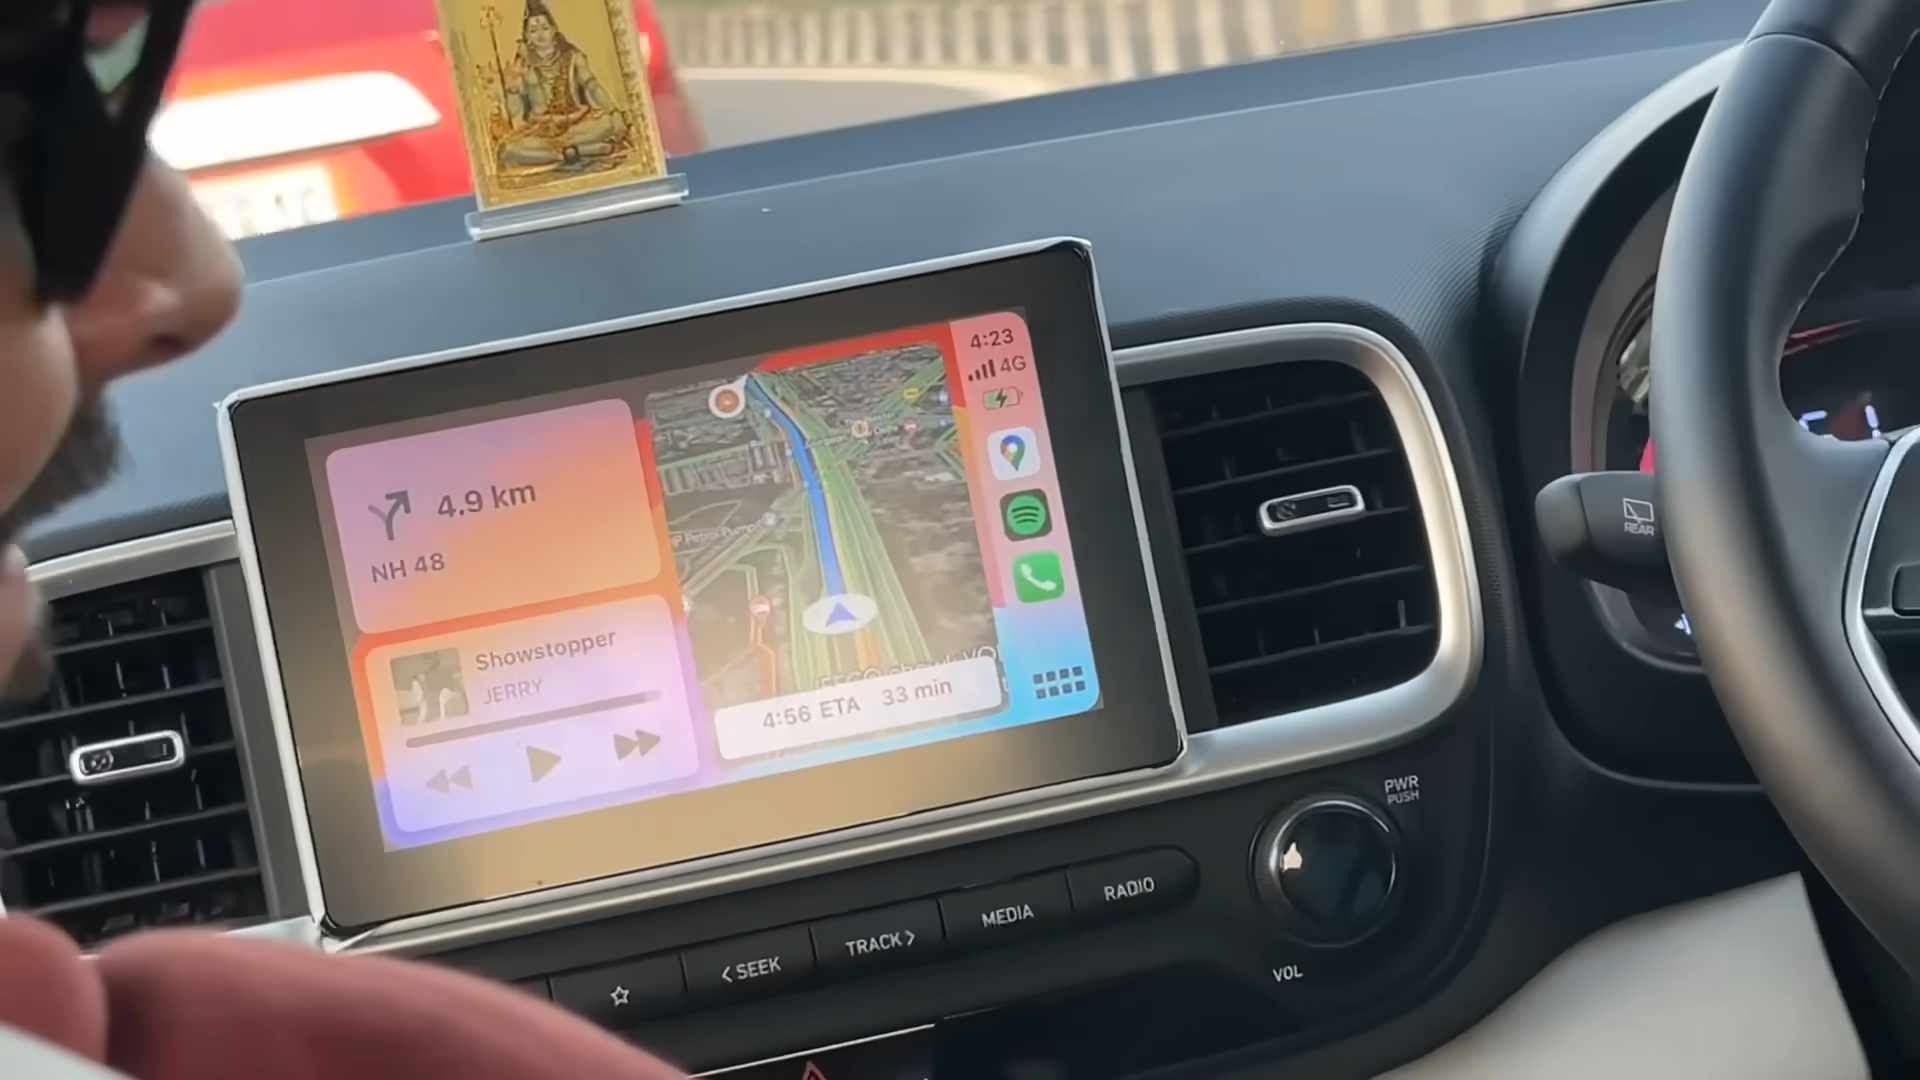 4:23
4G
4.9 km
NH 48
Showstopper
JERRY
4:56 ETA 33 min
REAR
PWR
PUSH
VOL
SEEK
TRACK
MEDIA
RADIO